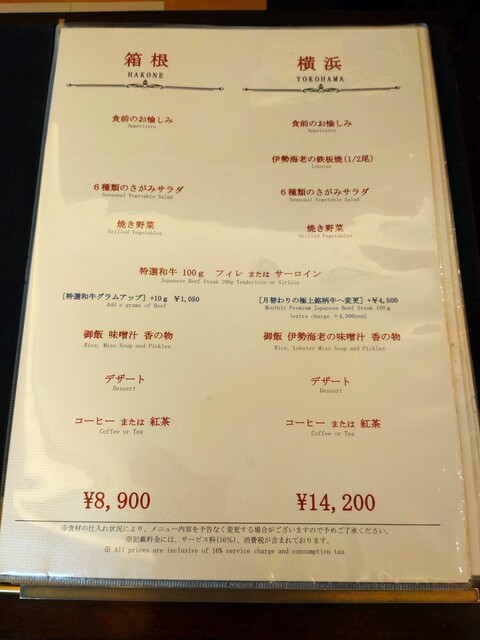 箱根
HAKONE
食前のお愉しみ
Appetizers
6種類のさがみサラダ
Seasonal Vegetable Salad
焼き野菜
Grilled Vegetables
横浜
YOKOHAMA
食前のお愉しみ
Appetizers
伊勢海老の鉄板焼(1/2尾)
Lobster
6種類のさがみサラダ
Seasonal Vegetable Salad
焼き野菜
Grilled Vegetables
特選和牛 100g フィレ または サーロイン
Japanese Beef Steak 100g Tenderloin or Sirloin
[特選和牛グラムアップ] +10g ¥1,050
Add a grams of Beef
御飯 味噌汁 香の物
Rice, Miso Soup and Pickles
デザート
Dessert
コーヒー または 紅茶
Coffee or Tea
¥8,900
[月替わりの極上銘柄牛へ変更] +¥4,500
Monthly Premium Japanese Beef Steak 100g
(extra charge +4,500yen)
御飯 伊勢海老の味噌汁 香の物
Rice, Lobster Miso Soup and Pickles
デザート
Dessert
コーヒー または 紅茶
Coffee or Tea
¥14,200
※食材の仕入れ状況により、メニュー内容を予告なく変更する場合がございますので予めご了承ください。
※記載料金には、サービス料(16%)、消費税が含まれております。
※ All prices are inclusive of 16% service charge and consumption tax.